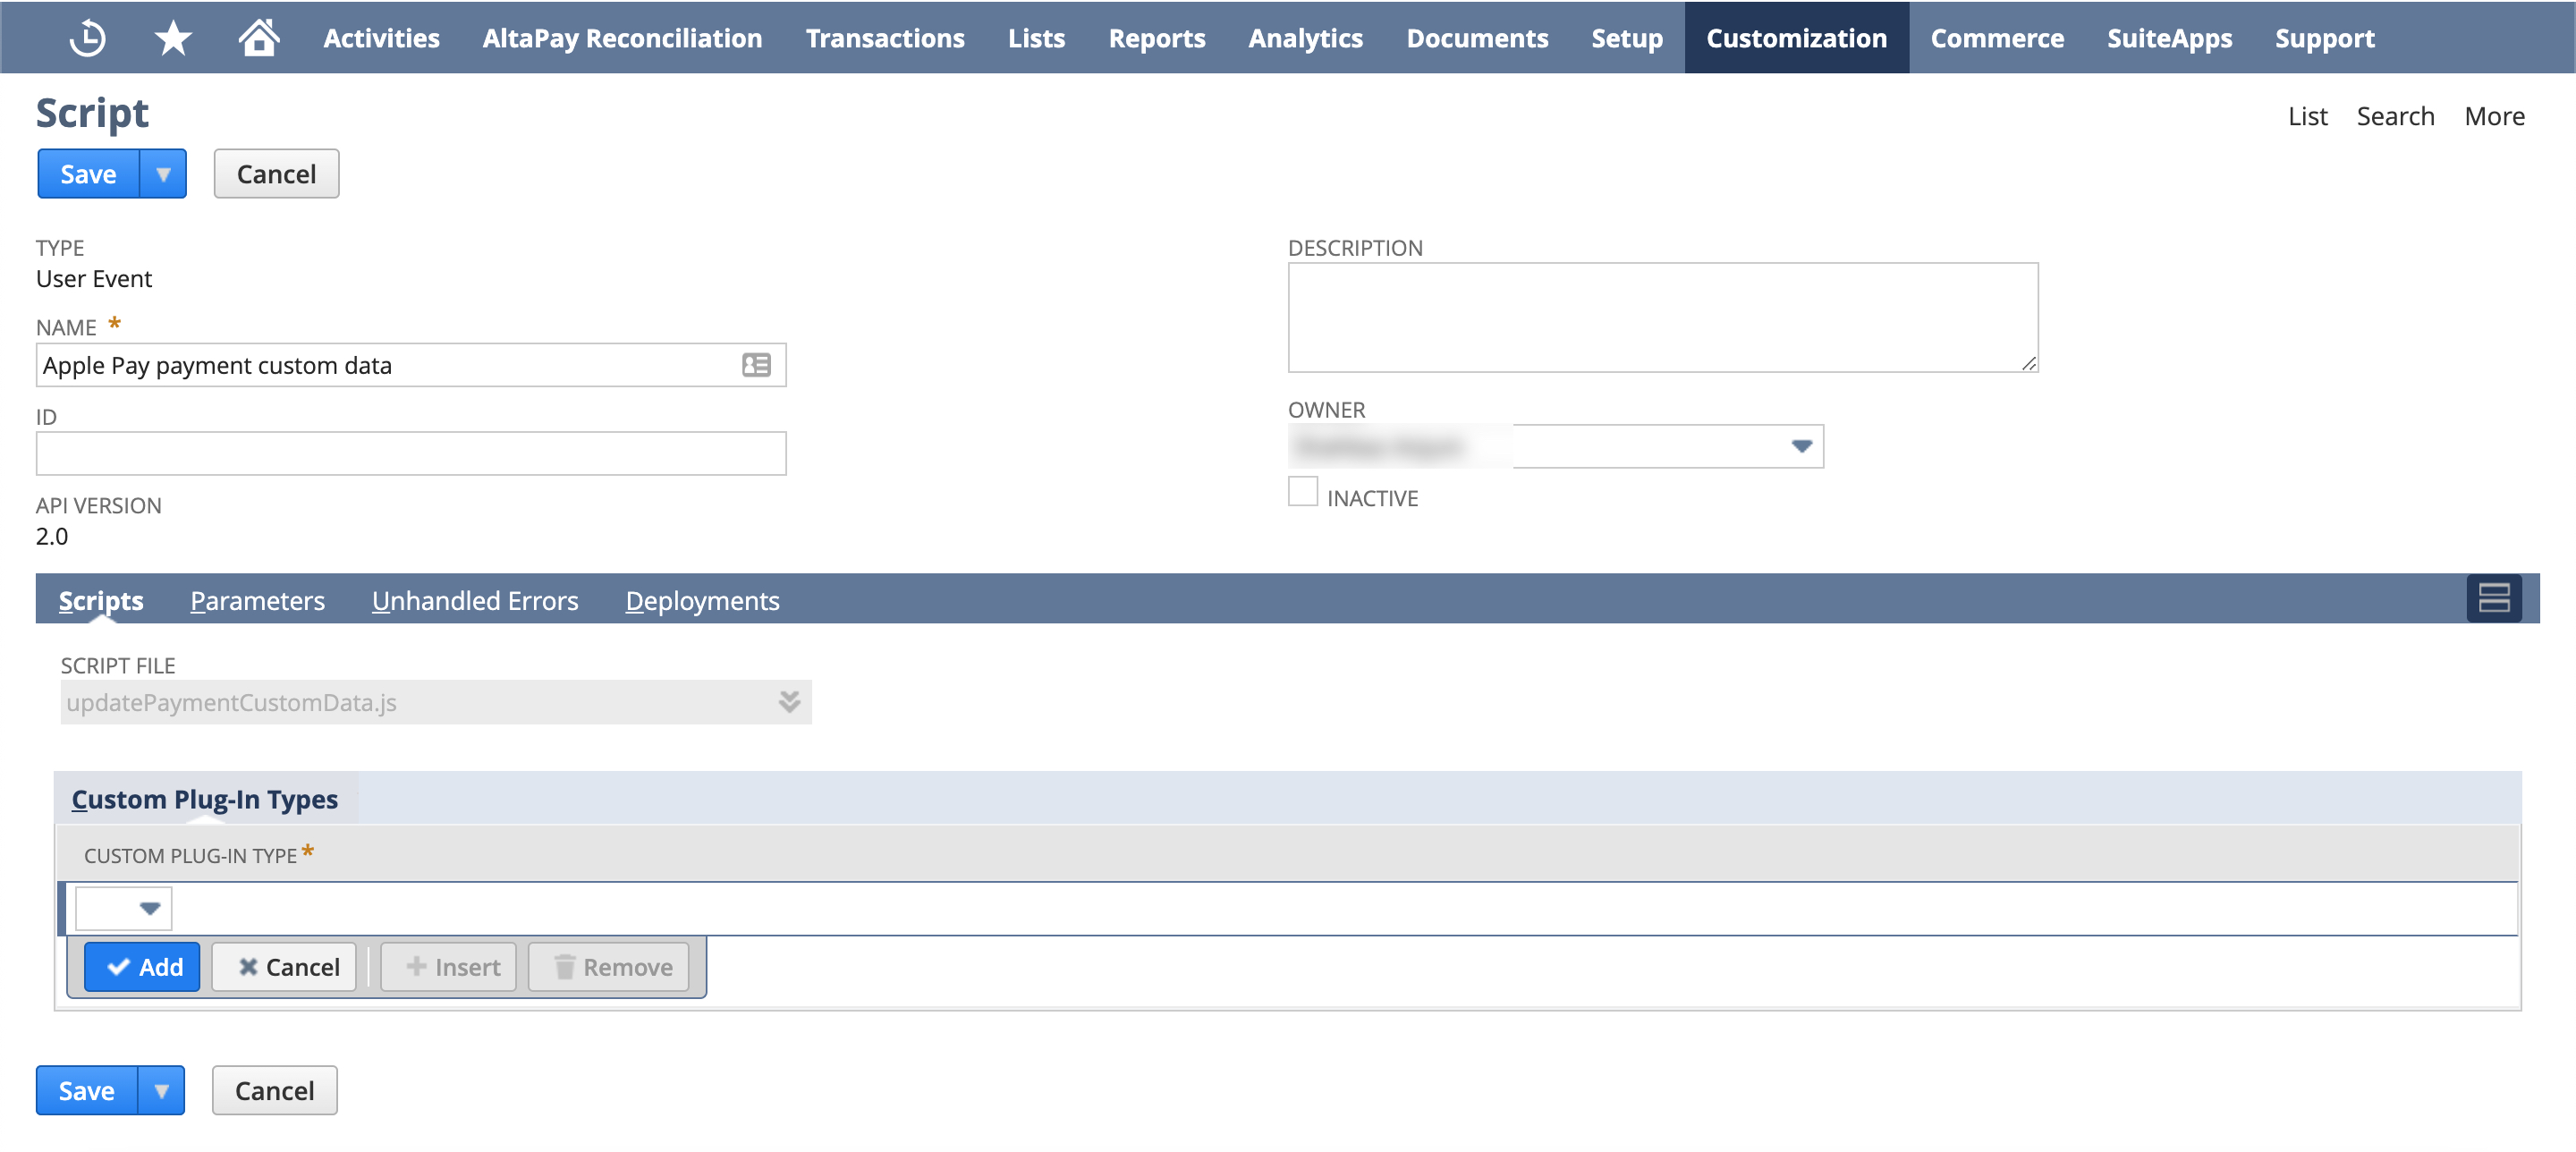 Activities AltaPay Reconciliation Transactions Lists Reports Analytics Documents Setup Customization Commerce SuiteApps Support
Script
List Search More
Save Cancel
TYPE
User Event
NAME *
Apple Pay payment custom data
ID
API VERSION
2.0
DESCRIPTION
OWNER
INACTIVE
Scripts Parameters Unhandled Errors Deployments
SCRIPT FILE
updatePaymentCustomData.js
Custom Plug-In Types
CUSTOM PLUG-IN TYPE *
Add Cancel Insert Remove
Save Cancel